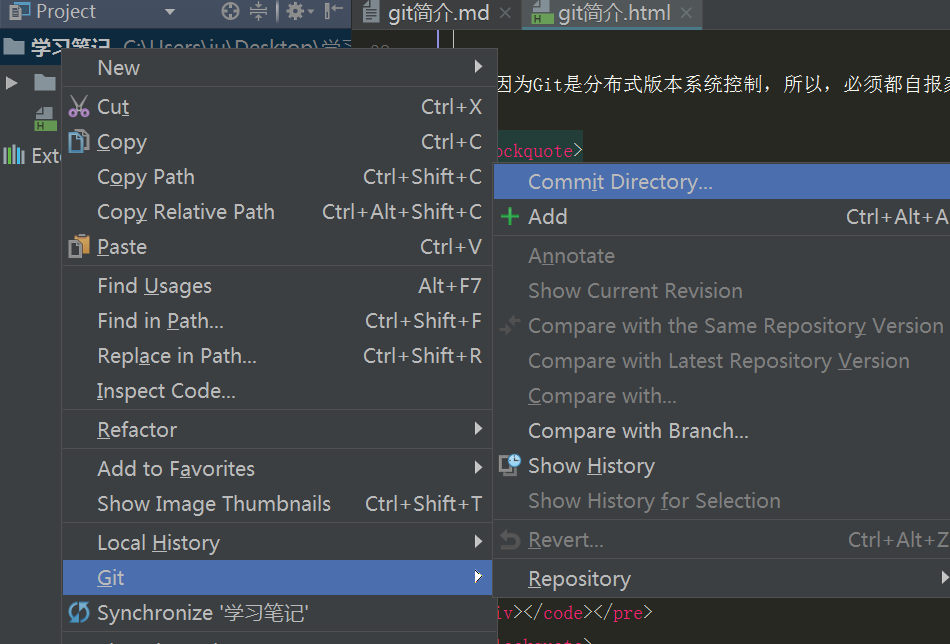 Project
git简介.md
git简介.html
学习笔记 C:\Users\ju\Desktop\学习
因为Git是分布式版本系统控制，所以，必须都自报家
New
Cut Ctrl+X
ockquote>
Copy Ctrl+C
Exte
Copy Path Ctrl+Shift+C
Copy Relative Path Ctrl+Alt+Shift+C
Paste Ctrl+V
Find Usages Alt+F7
Find in Path... Ctrl+Shift+F
Replace in Path... Ctrl+Shift+R
Inspect Code...
Refactor
Add to Favorites
Show Image Thumbnails Ctrl+Shift+T
Local History
Git
Synchronize '学习笔记'
Commit Directory...
Add Ctrl+Alt+A
Annotate
Show Current Revision
Compare with the Same Repository Version
Compare with Latest Repository Version
Compare with...
Compare with Branch...
Show History
Show History for Selection
Revert... Ctrl+Alt+Z
Repository
iv></code></pre>